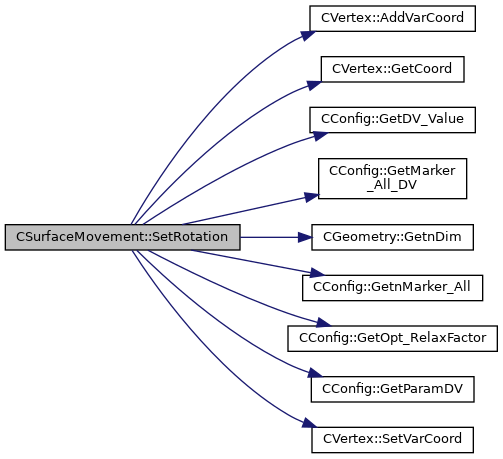 CVertex::AddVarCoord
CVertex::GetCoord
CConfig::GetDV_Value
CConfig::GetMarker
_All_DV
CSurfaceMovement::SetRotation
CGeometry::GetnDim
CConfig::GetnMarker_All
CConfig::GetOpt_RelaxFactor
CConfig::GetParamDV
CVertex::SetVarCoord